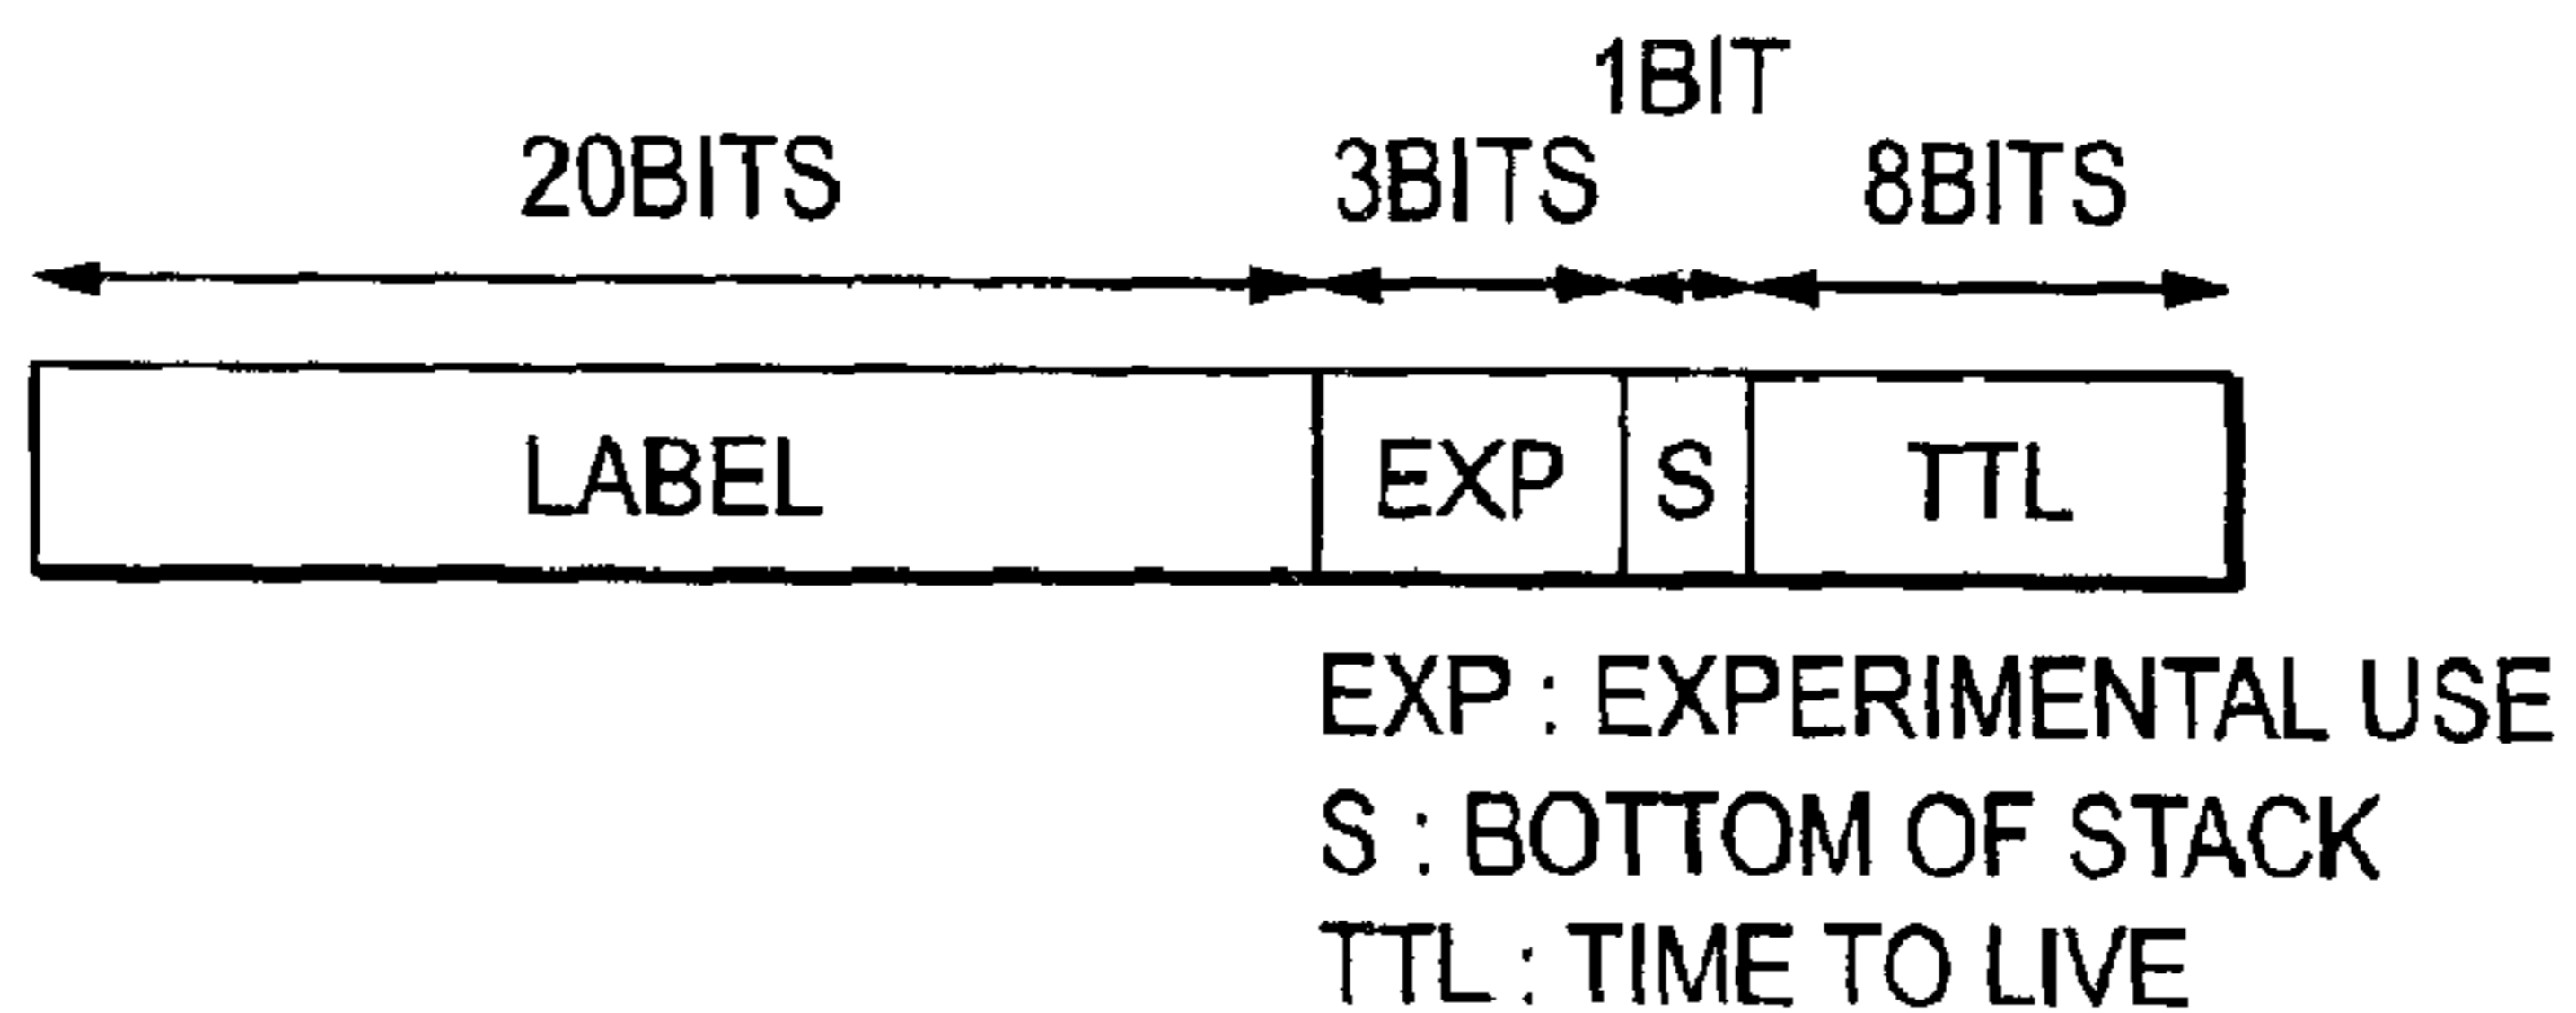 1BIT
20BITS 3BITS 8BITS
LABEL EXP S TTL
EXP : EXPERIMENTAL USE
S : BOTTOM OF STACK
TTL : TIME TO LIVE